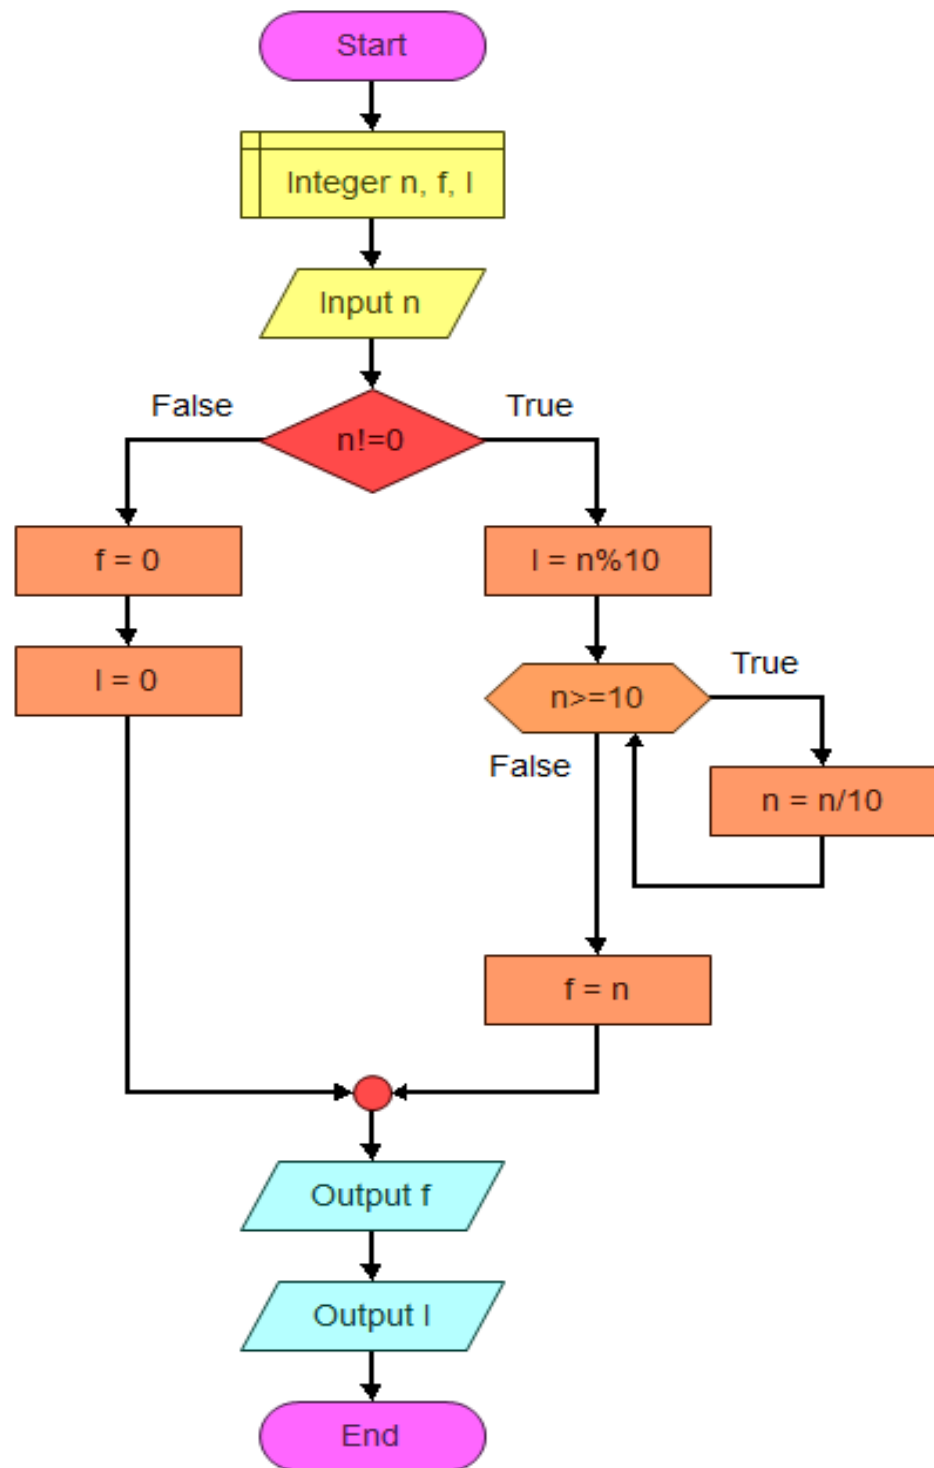 Start
Integer n, f, l
Input n
False
True
n!=0
f = 0
l = n%10
l = 0
True
n>=10
False
n = n/10
f = n
Output f
Output l
End